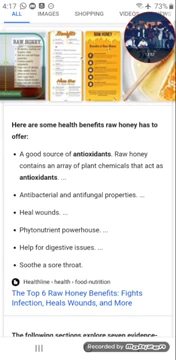 4:17
73%
ALL IMAGES SHOPPING VIDEOS
RAW HONEY
Benefits
Here are some health benefits raw honey has to
offer:
• A good source of antioxidants. Raw honey
contains an array of plant chemicals that act as
antioxidants. ...
• Antibacterial and antifungal properties. ...
• Heal wounds. ...
• Phytonutrient powerhouse. ...
• Help for digestive issues. ...
• Soothe a sore throat.
Healthline › health › food-nutrition
The Top 6 Raw Honey Benefits: Fights
Infection, Heals Wounds, and More
The following sections explore seven evidence-
Recorded by